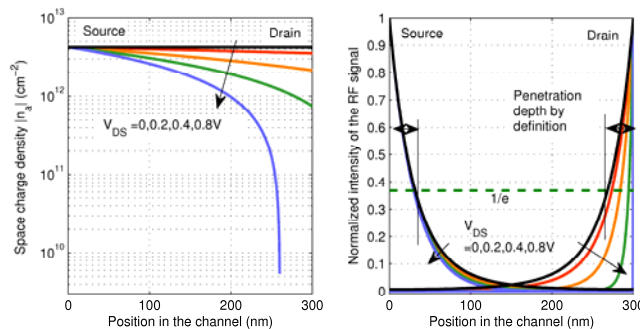 10^13
10^12
10^11
10^10
Space charge density |n_a| (cm^-2)
Source
Drain
V_DS =0,0.2,0.4,0.8V
0
100
200
300
Position in the channel (nm)
1
0.9
0.8
0.7
0.6
0.5
0.4
0.3
0.2
0.1
0
Normalized intensity of the RF signal
Source
Drain
Penetration
depth by
definition
1/e
V_DS
=0,0.2,0.4,0.8V
0
100
200
300
Position in the channel (nm)